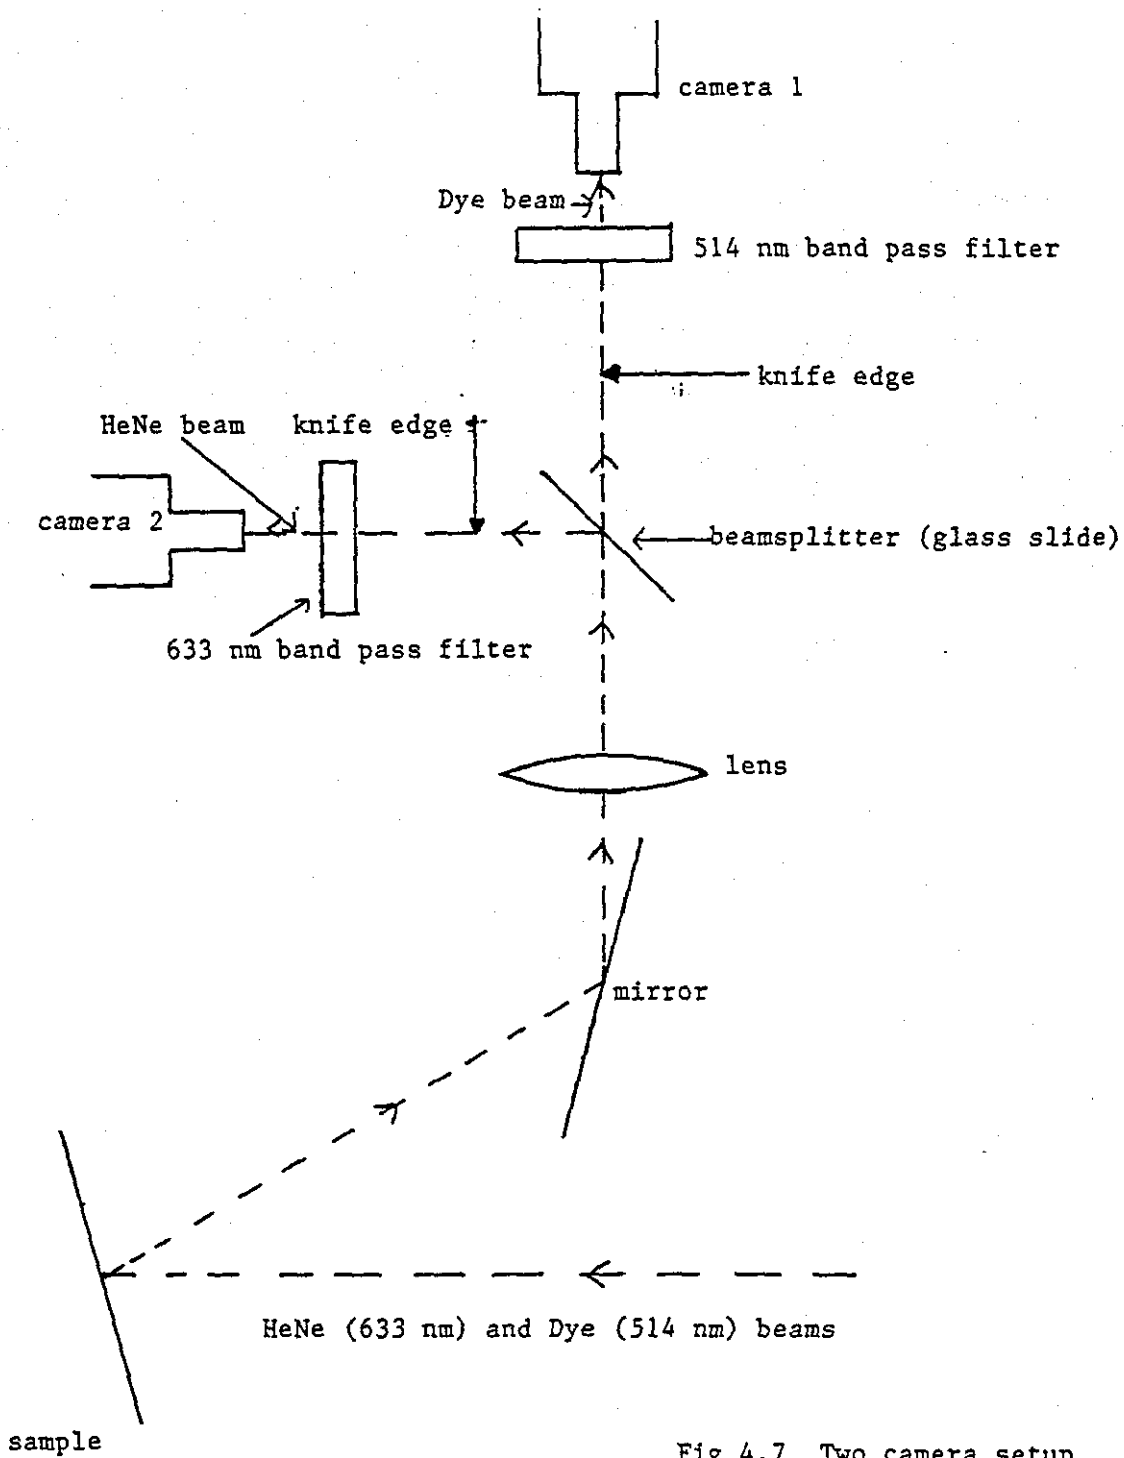 camera 1
Dye beam
514 nm band pass filter
knife edge
HeNe beam
knife edge
camera 2
beamsplitter (glass slide)
633 nm band pass filter
lens
mirror
HeNe (633 nm) and Dye (514 nm) beams
sample
Fig 4.7 Two camera setup